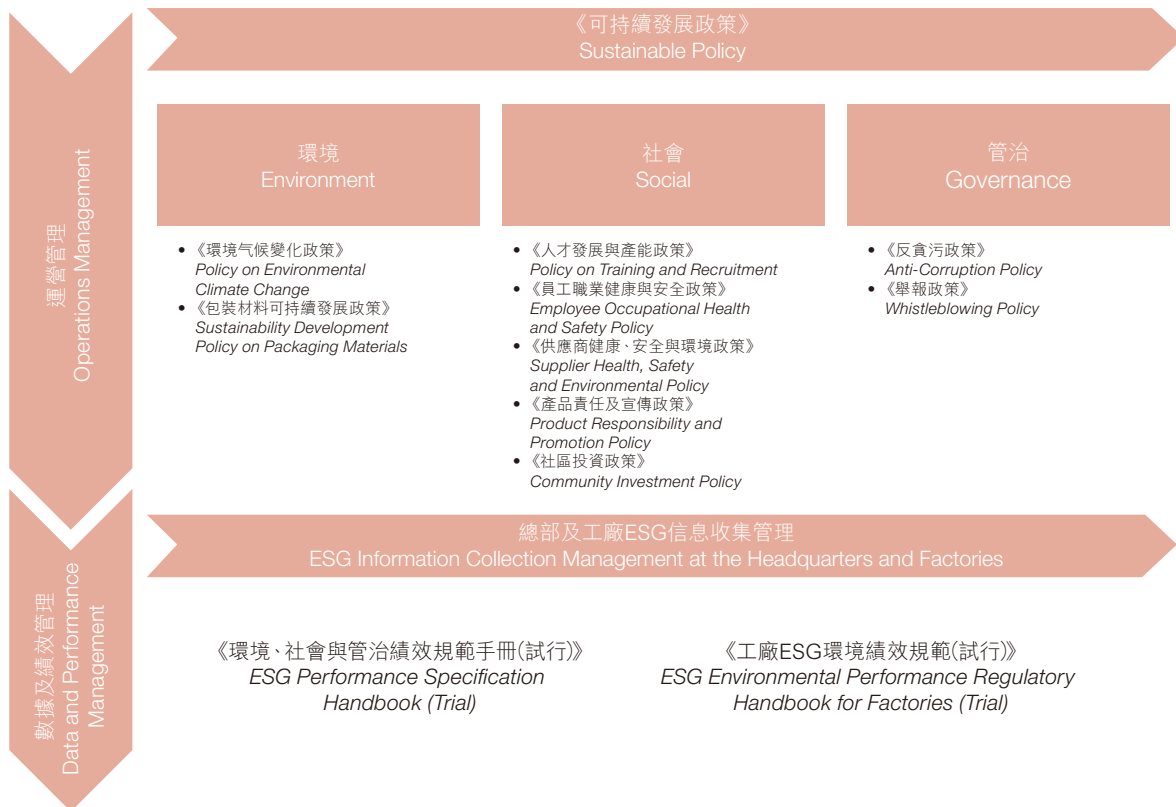 《可持續發展政策》
Sustainable Policy
運營管理
Operations Management
環境
Environment
社會
Social
管治
Governance
• 《環境气候變化政策》
Policy on Environmental
Climate Change
• 《包裝材料可持續發展政策》
Sustainability Development
Policy on Packaging Materials
• 《人才發展與產能政策》
Policy on Training and Recruitment
• 《員工職業健康與安全政策》
Employee Occupational Health
and Safety Policy
• 《供應商健康、安全與環境政策》
Supplier Health, Safety
and Environmental Policy
• 《產品責任及宣傳政策》
Product Responsibility and
Promotion Policy
• 《社區投資政策》
Community Investment Policy
• 《反貪污政策》
Anti-Corruption Policy
• 《舉報政策》
Whistleblowing Policy
總部及工廠ESG信息收集管理
ESG Information Collection Management at the Headquarters and Factories
數據及績效管理
Data and Performance
Management
《環境、社會與管治績效規範手冊(試行)》
ESG Performance Specification
Handbook (Trial)
《工廠ESG環境績效規範(試行)》
ESG Environmental Performance Regulatory
Handbook for Factories (Trial)